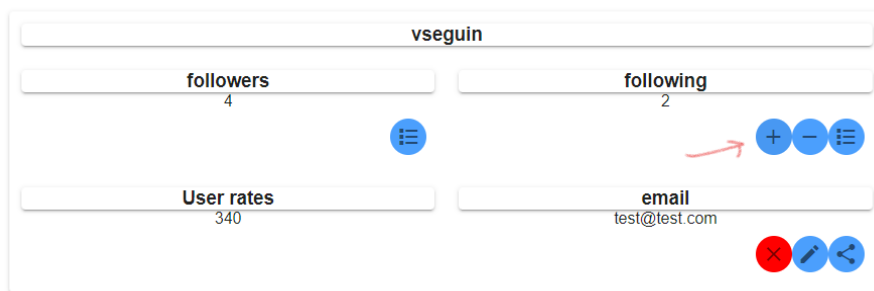 vseguin
followers
4
following
2
User rates
340
email
test@test.com